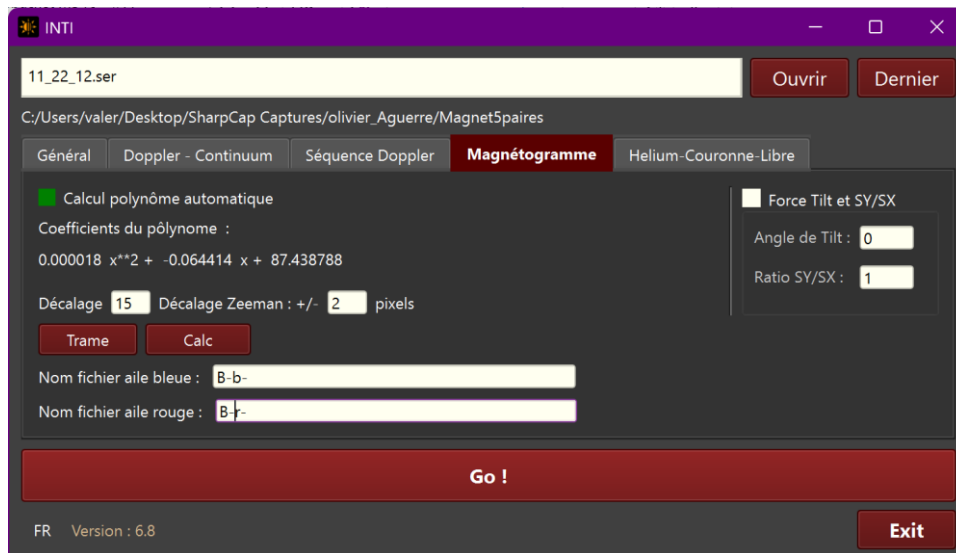 INTI
11_22_12.ser
Ouvrir
Dernier
C:/Users/valer/Desktop/SharpCap Captures/olivier_Aguerre/Magnet5paires
Général
Doppler - Continuum
Séquence Doppler
Magnétogramme
Helium-Couronne-Libre
Calcul polynôme automatique
Coefficients du pôlynome :
0.000018 x**2 + -0.064414 x + 87.438788
Décalage 15 Décalage Zeeman : +/- 2 pixels
Trame
Calc
Nom fichier aile bleue : B-b-
Nom fichier aile rouge : B-r-
Force Tilt et SY/SX
Angle de Tilt : 0
Ratio SY/SX : 1
Go !
FR Version : 6.8
Exit